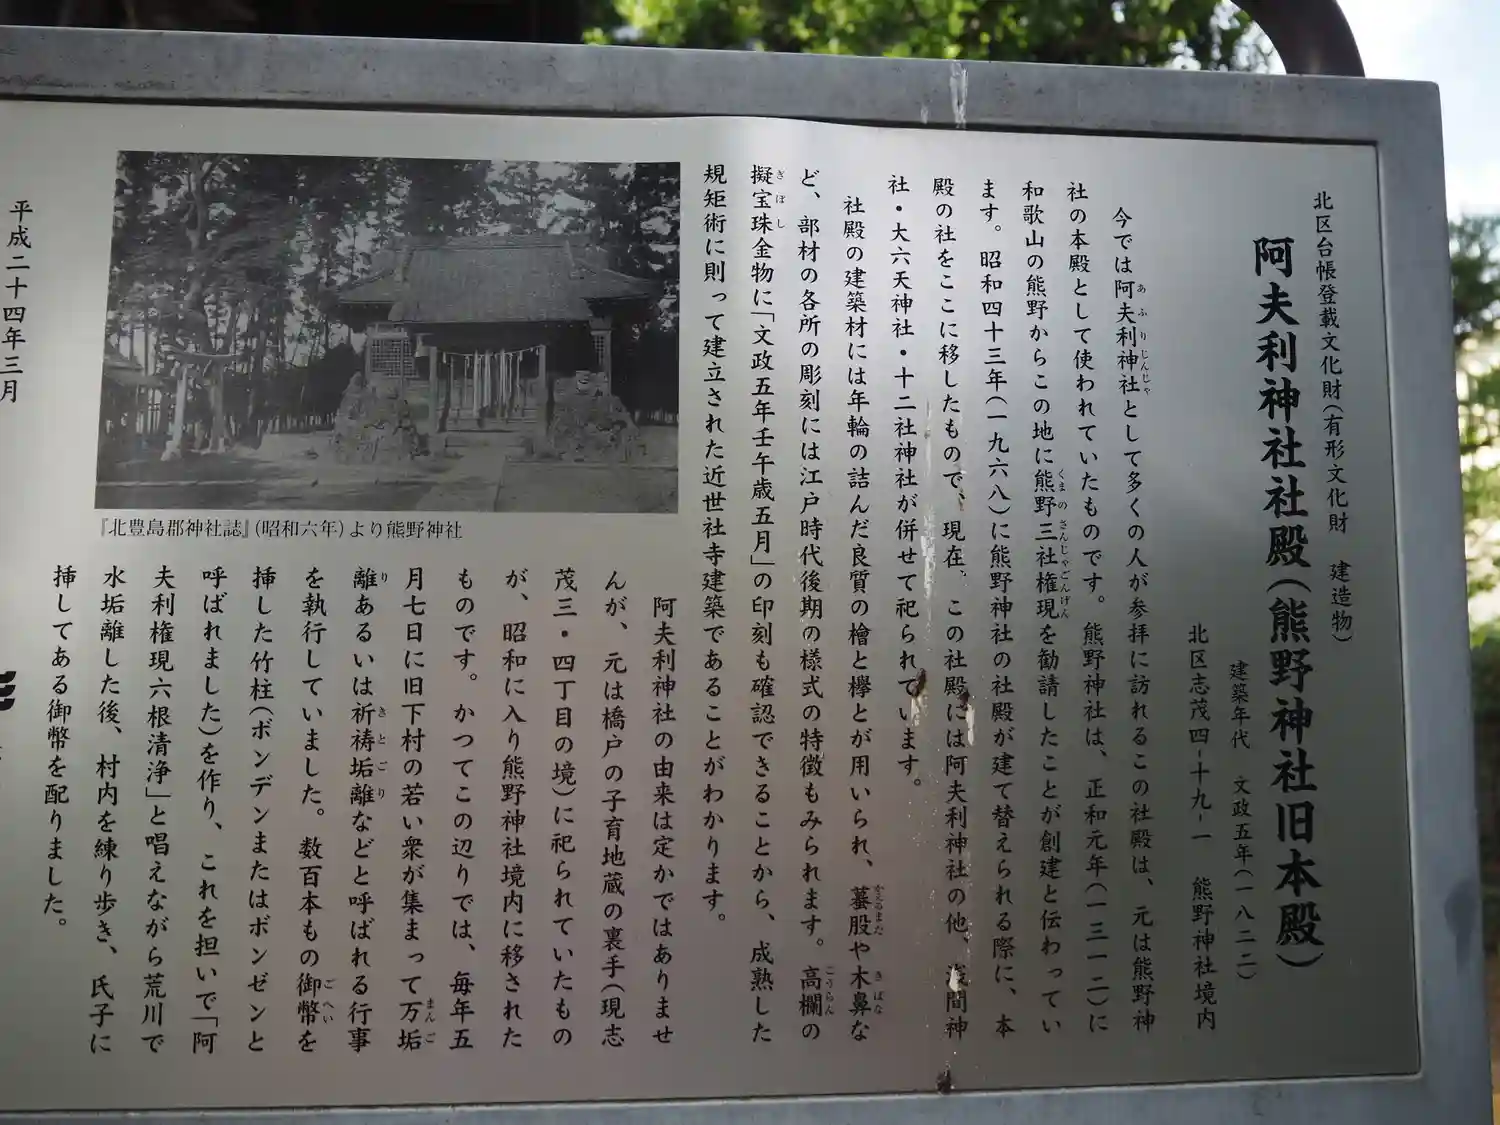 北区台帳登載文化財（有形文化財　建造物）
阿夫利神社社殿（熊野神社旧本殿）
建築年代　文政五年（一八二二）
北区志茂四-十九-一　熊野神社境内
今では阿夫利神社として多くの人が参拝に訪れるこの社殿は、元は熊野神
社の本殿として使われていたものです。熊野神社は、正和元年（一三一二）に
和歌山の熊野からこの地に熊野三社権現を勧請したことが創建と伝わってい
ます。昭和四十三年（一九六八）に熊野神社の社殿が建て替えられる際に、本
殿の社をここに移したもので、現在、この社殿には阿夫利神社の他、浅間神
社・大六天神社・十二社神社が併せて祀られています。
社殿の建築材には年輪の詰んだ良質の檜と欅とが用いられ、蟇股や木鼻な
ど、部材の各所の彫刻には江戸時代後期の様式の特徴もみられます。高欄の
擬宝珠金物に「文政五年壬午歳五月」の印刻も確認できることから、成熟した
規矩術に則って建立された近世社寺建築であることがわかります。
阿夫利神社の由来は定かではありませ
んが、元は橋戸の子育地蔵の裏手（現志
茂三・四丁目の境）に祀られていたもの
が、昭和に入り熊野神社境内に移された
ものです。かつてこの辺りでは、毎年五
月七日に旧下村の若い衆が集まって万垢
離あるいは祈祷垢離などと呼ばれる行事
を執行していました。数百本もの御幣を
挿した竹柱（ボンデンまたはボンゼンと
呼ばれました）を作り、これを担いで「阿
夫利権現六根清浄」と唱えながら荒川で
水垢離した後、村内を練り歩き、氏子に
挿してある御幣を配りました。
『北豊島郡神社誌』（昭和六年）より熊野神社
平成二十四年三月